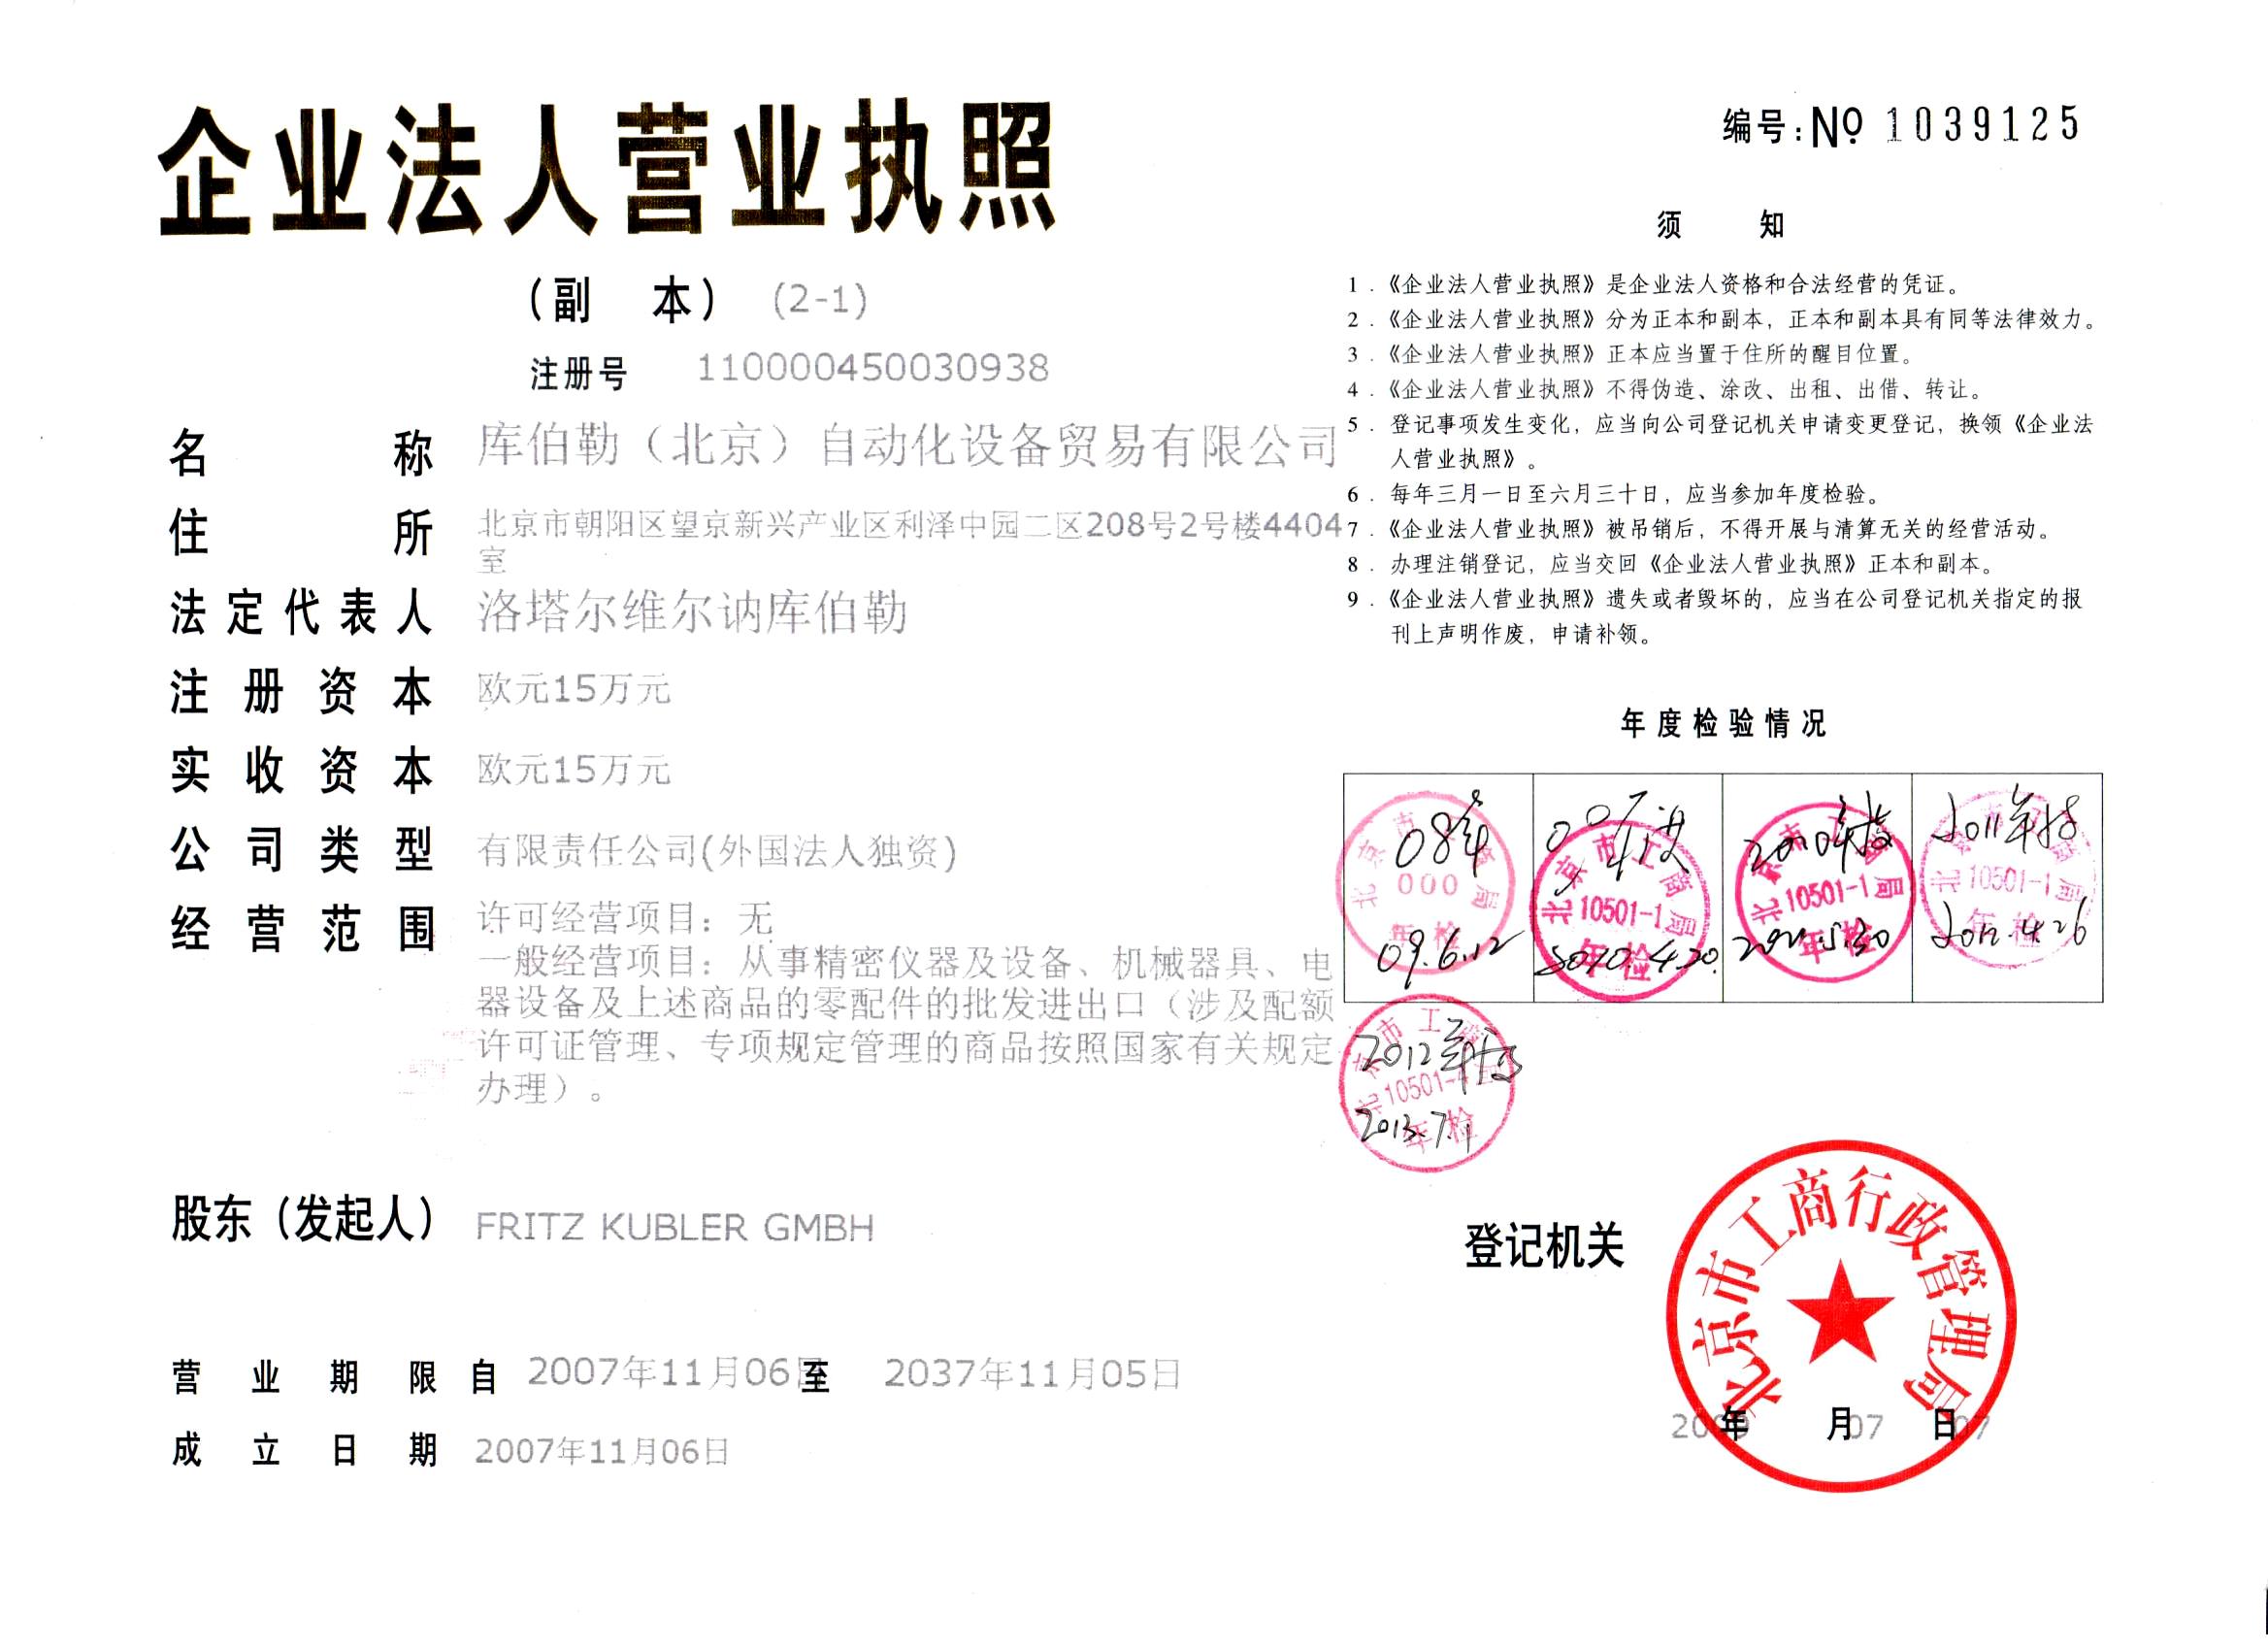 企业法人营业执照
（副 本） (2-1)
注册号 110000450030938
名称 库伯勒（北京）自动化设备贸易有限公司
住所 北京市朝阳区望京新兴产业区利泽中园二区208号2号楼4404
室
法定代表人 洛塔尔维尔讷库伯勒
注册资本 欧元15万元
实收资本 欧元15万元
公司类型 有限责任公司(外国法人独资)
经营范围 许可经营项目：无
一般经营项目：从事精密仪器及设备、机械器具、电
器设备及上述商品的零配件的批发进出口（涉及配额
许可证管理、专项规定管理的商品按照国家有关规定
办理）。
股东（发起人） FRITZ KUBLER GMBH
营业期限 自 2007年11月06日 至 2037年11月05日
成立日期 2007年11月06日
编号：№ 1039125
须 知
1．《企业法人营业执照》是企业法人资格和合法经营的凭证。
2．《企业法人营业执照》分为正本和副本，正本和副本具有同等法律效力。
3．《企业法人营业执照》正本应当置于住所的醒目位置。
4．《企业法人营业执照》不得伪造、涂改、出租、出借、转让。
5．登记事项发生变化，应当向公司登记机关申请变更登记，换领《企业法
人营业执照》。
6．每年三月一日至六月三十日，应当参加年度检验。
7．《企业法人营业执照》被吊销后，不得开展与清算无关的经营活动。
8．办理注销登记，应当交回《企业法人营业执照》正本和副本。
9．《企业法人营业执照》遗失或者毁坏的，应当在公司登记机关指定的报
刊上声明作废，申请补领。
年度检验情况
08年
000
年检
09.6.12
北京市工商局
10501-1
年检
2010.4.20
北京市工商局
10501-1
年检
2011年
北京市工商局
10501-1
年检
2012.4.26
2012年
10501-4
年检
2013.7.1
登记机关
北京市工商行政管理局
2009年 月07 日07